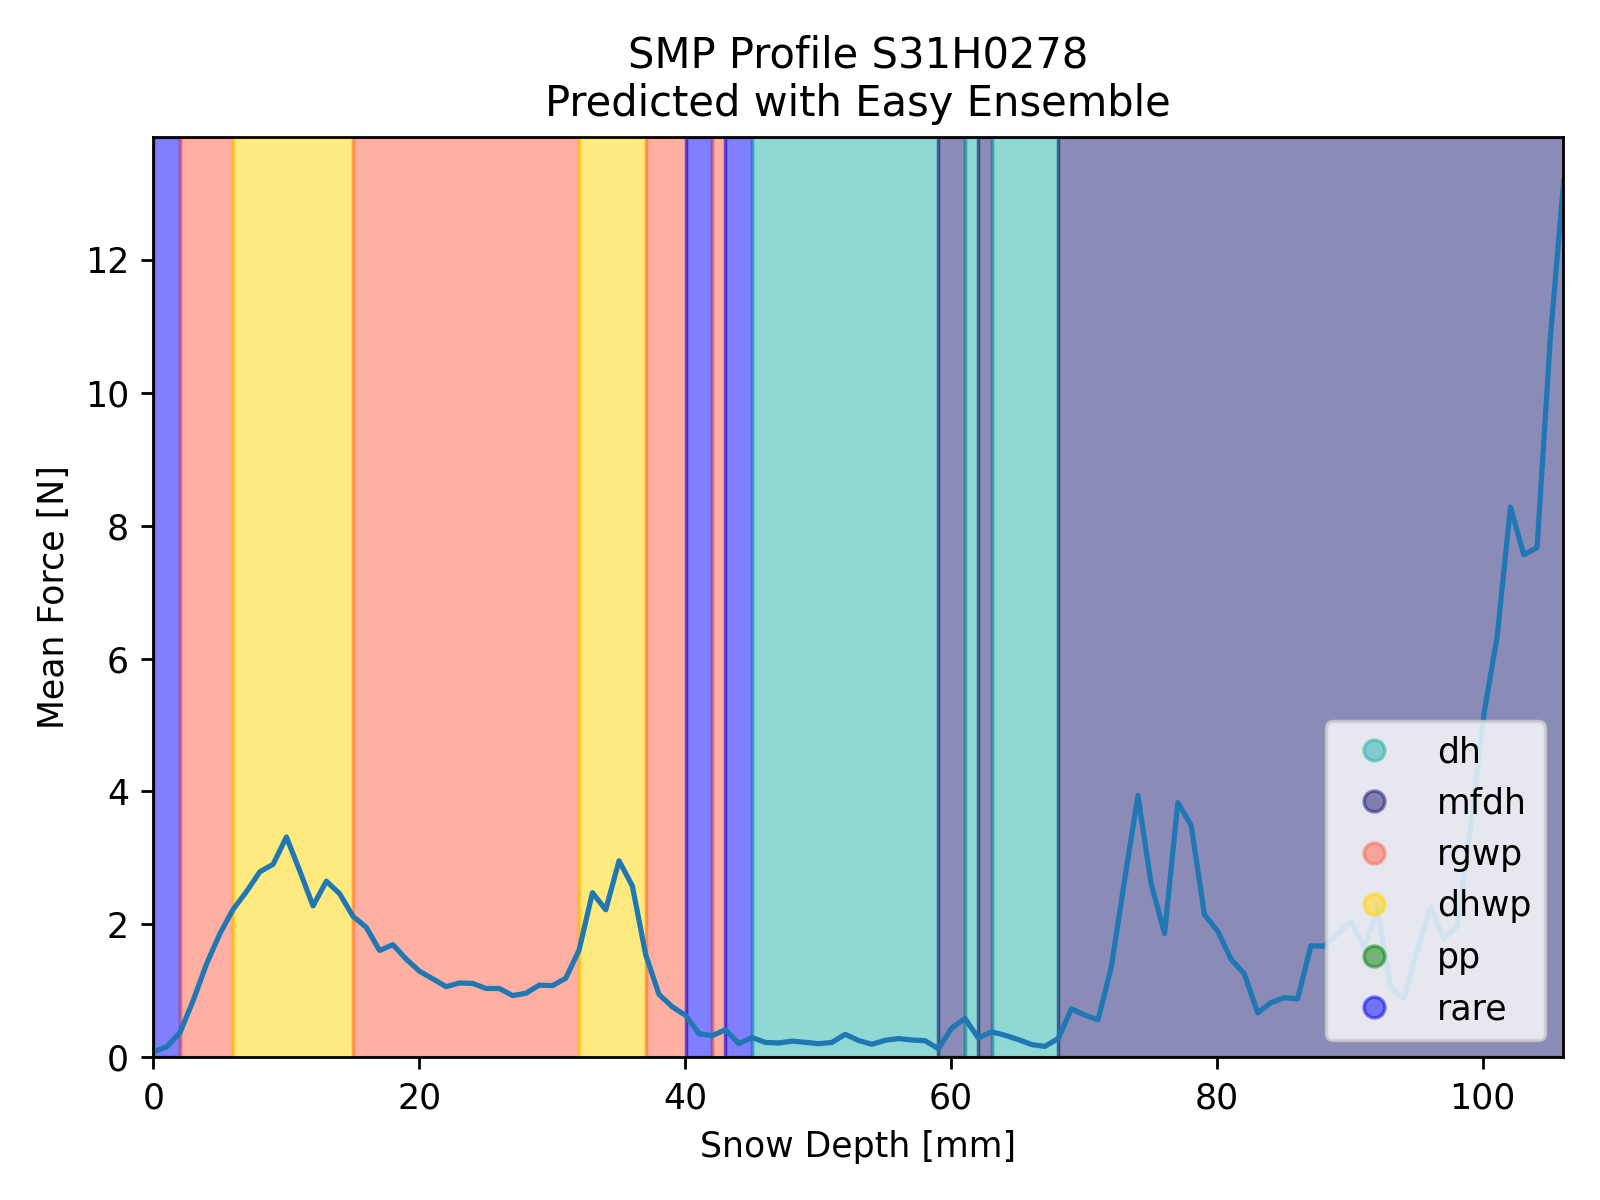 SMP Profile S31H0278
Predicted with Easy Ensemble
Mean Force [N]
12
10
8
6
4
2
0
0 20 40 60 80 100
Snow Depth [mm]
dh
mfdh
rgwp
dhwp
pp
rare